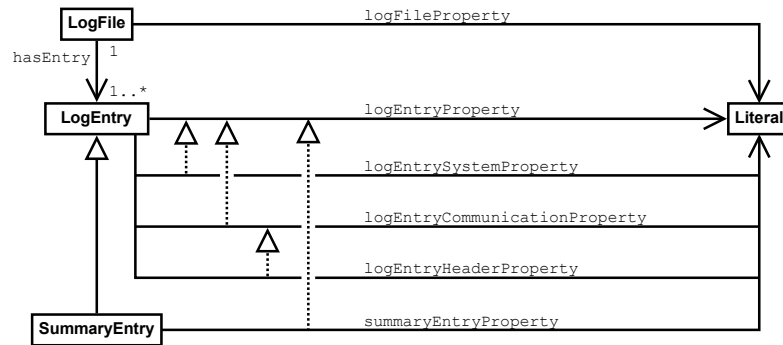 LogFile
logFileProperty
hasEntry
1
1..*
LogEntry
logEntryProperty
Literal
logEntrySystemProperty
logEntryCommunicationProperty
logEntryHeaderProperty
SummaryEntry
summaryEntryProperty